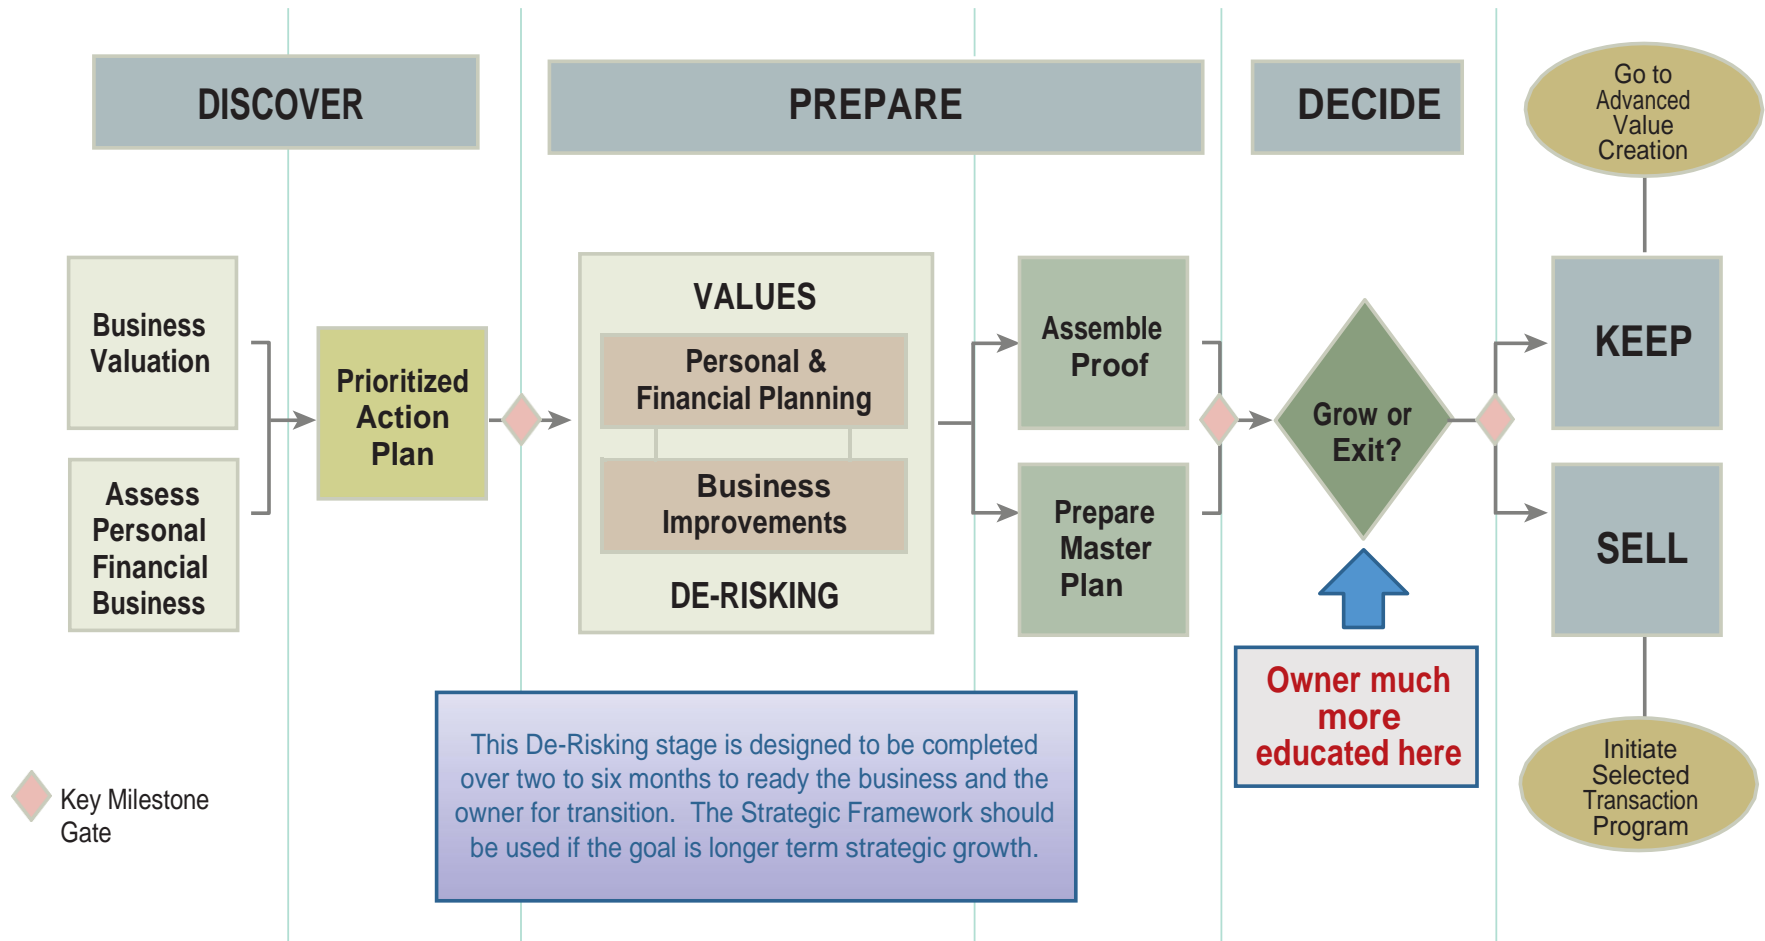 DISCOVER
PREPARE
DECIDE
Go to
Advanced
Value
Creation
Business
Valuation
Assess
Personal
Financial
Business
Prioritized
Action
Plan
VALUES
Personal &
Financial Planning
Business
Improvements
DE-RISKING
Assemble
Proof
Prepare
Master
Plan
Grow or
Exit?
KEEP
SELL
Owner much
more
educated here
This De-Risking stage is designed to be completed
over two to six months to ready the business and the
owner for transition. The Strategic Framework should
be used if the goal is longer term strategic growth.
Initiate
Selected
Transaction
Program
Key Milestone
Gate